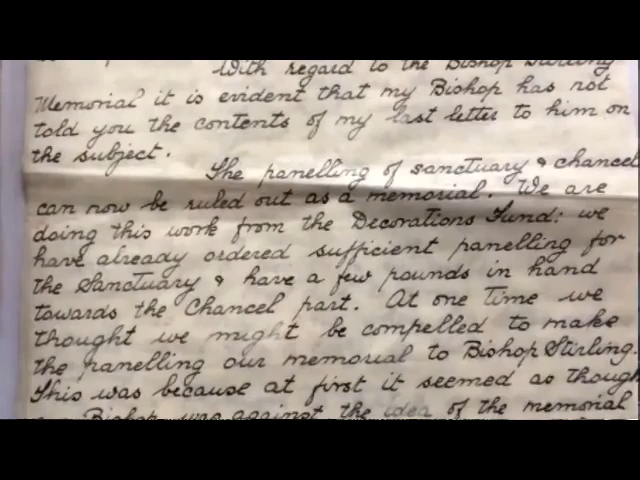 With regard to the Bishop Stirling
Memorial it is evident that my Bishop has not
told you the contents of my last letter to him on
the subject.
The panelling of sanctuary & chancel
can now be ruled out as a memorial. We are
doing this work from the Decorations Fund: we
have already ordered sufficient panelling for
the Sanctuary & have a few pounds in hand
towards the Chancel part. At one time we
thought we might be compelled to make
the panelling our memorial to Bishop Stirling.
This was because at first it seemed as though
Bishop was against the idea of the memorial